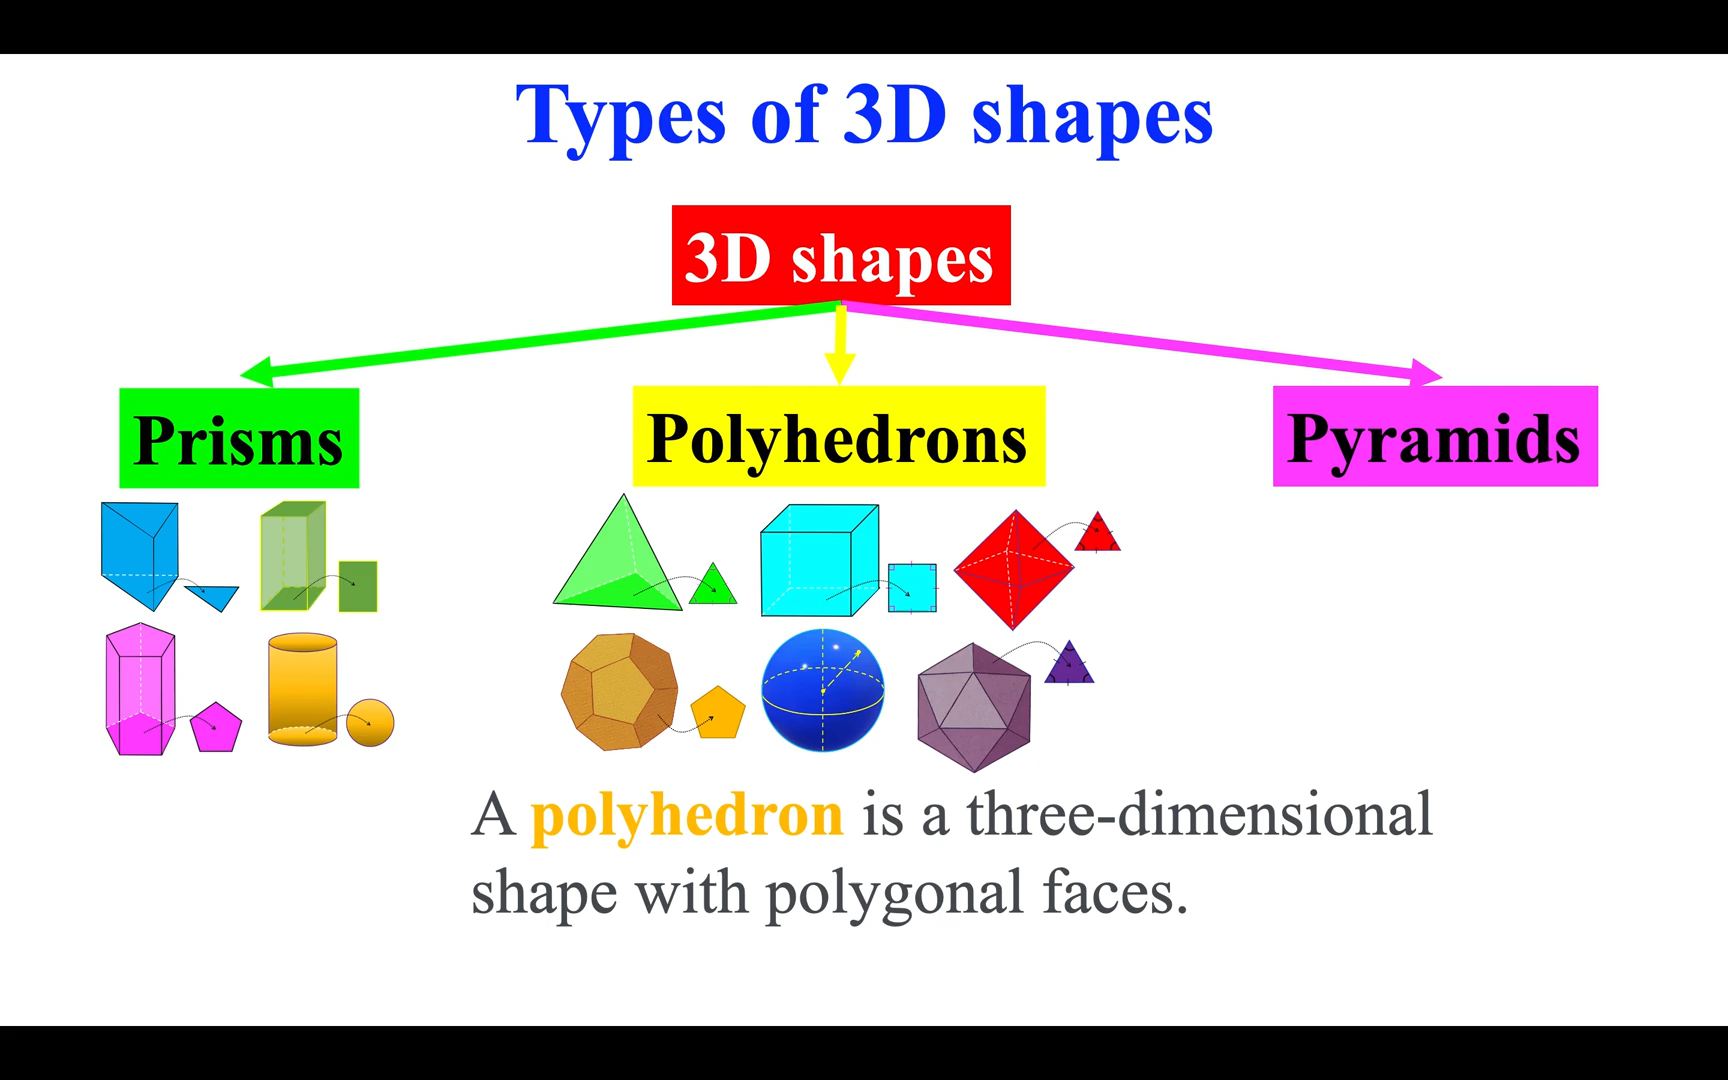 Types of 3D shapes
3D shapes
Prisms
Polyhedrons
Pyramids
A polyhedron is a three-dimensional
shape with polygonal faces.